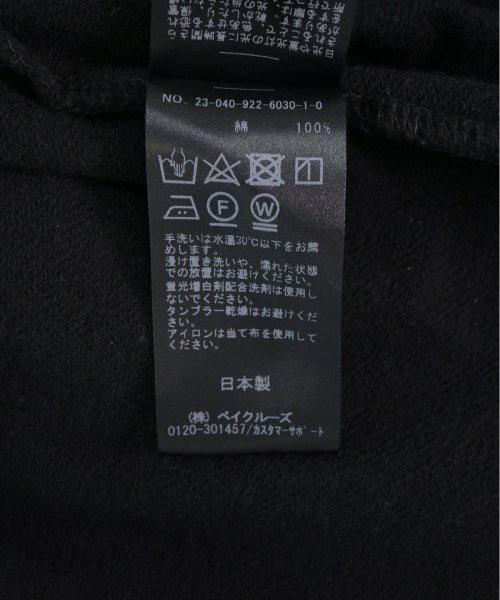 NO. 23-040-922-6030-1-0
綿 100%
F W
手洗いは水温30℃以下をお薦
めします。
浸け置き洗いや、濡れた状態
での放置はお避けください。
蛍光増白剤配合洗剤は使用し
ないでください。
タンブラー乾燥はお避けくだ
さい。
アイロンは当て布を使用して
ください。
日本製
(株) ベイクルーズ
0120-301457/カスタマーサポート